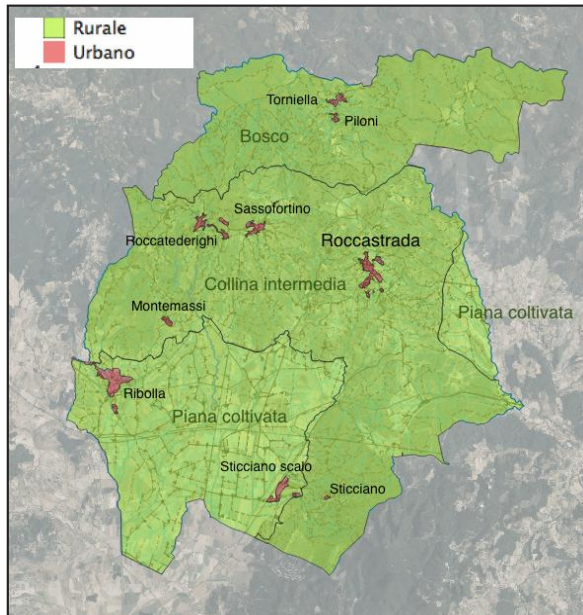 Rurale
Urbano
Torniella
Piloni
Bosco
Sassofortino
Roccatederighi
Roccastrada
Collina intermedia
Montemassi
Piana coltivata
Ribolla
Piana coltivata
Sticciano scalo
Sticciano